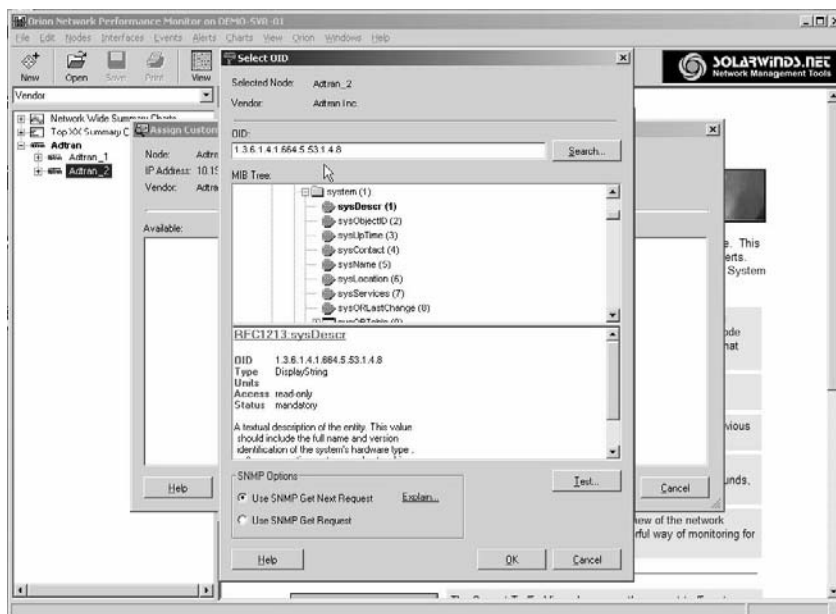 Orion Network Performance Monitor on DEMO-SVR-01
File Edit Nodes Interfaces Events Alerts Charts View Orion Windows Help
New Open Save Print View
SOLARWINDS.NET
Network Management Tools
Vendor
Network Wide Summary Charts
Top XX Summary C
Adtran
Adtran_1
Adtran_2
Assign Custom
Node: Adtra
IP Address: 10.15
Vendor: Adtra
Available:
Help
Cancel
Select OID
Selected Node: Adtran_2
Vendor: Adtran Inc.
OID:
1.3.6.1.4.1.664.5.53.1.4.8
Search...
MIB Tree:
system (1)
sysDescr (1)
sysObjectID (2)
sysUpTime (3)
sysContact (4)
sysName (5)
sysLocation (6)
sysServices (7)
sysORLastChange (8)
RFC1213:sysDescr
OID 1.3.6.1.4.1.664.5.53.1.4.8
Type DisplayString
Units
Access read-only
Status mandatory
A textual description of the entity. This value
should include the full name and version
identification of the system's hardware type ,
SNMP Options
Use SNMP Get Next Request
Explain...
Use SNMP Get Request
Test...
Help
OK
Cancel
e. This
erts.
System
ode
hat
vious
unds.
iew of the network
rful way of monitoring for